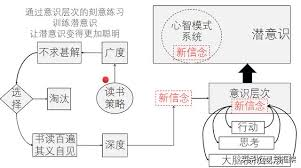 通过意识层次的刻意练习
训练潜意识
让潜意识变得更加聪明
不求甚解
广度
选择
淘汰
读书
策略
书读百遍
其义自见
深度
心智模式
系统
新信念
潜意识
新信念
意识层次
新信念
行动
思考